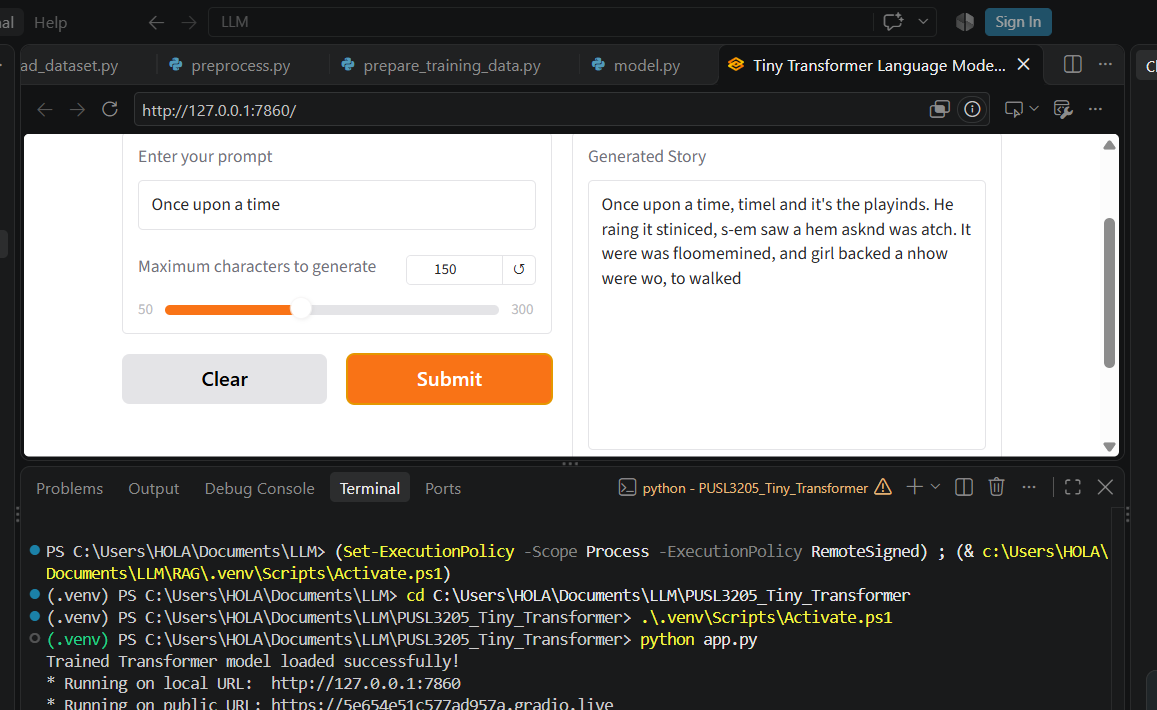 al Help LLM Sign In
ad_dataset.py preprocess.py prepare_training_data.py model.py Tiny Transformer Language Mode...
http://127.0.0.1:7860/
Enter your prompt
Once upon a time
Maximum characters to generate 150
50 300
Clear Submit
Generated Story
Once upon a time, timel and it's the playinds. He
raing it stiniced, s-em saw a hem asknd was atch. It
were was floomemined, and girl backed a nhow
were wo, to walked
Problems Output Debug Console Terminal Ports python - PUSL3205_Tiny_Transformer
PS C:\Users\HOLA\Documents\LLM> (Set-ExecutionPolicy -Scope Process -ExecutionPolicy RemoteSigned) ; (& c:\Users\HOLA\
Documents\LLM\RAG\.venv\Scripts\Activate.ps1)
(.venv) PS C:\Users\HOLA\Documents\LLM> cd C:\Users\HOLA\Documents\LLM\PUSL3205_Tiny_Transformer
(.venv) PS C:\Users\HOLA\Documents\LLM\PUSL3205_Tiny_Transformer> .\.venv\Scripts\Activate.ps1
(.venv) PS C:\Users\HOLA\Documents\LLM\PUSL3205_Tiny_Transformer> python app.py
Trained Transformer model loaded successfully!
* Running on local URL:  http://127.0.0.1:7860
* Running on public URL: https://5e654e51c577ad957a.gradio.live